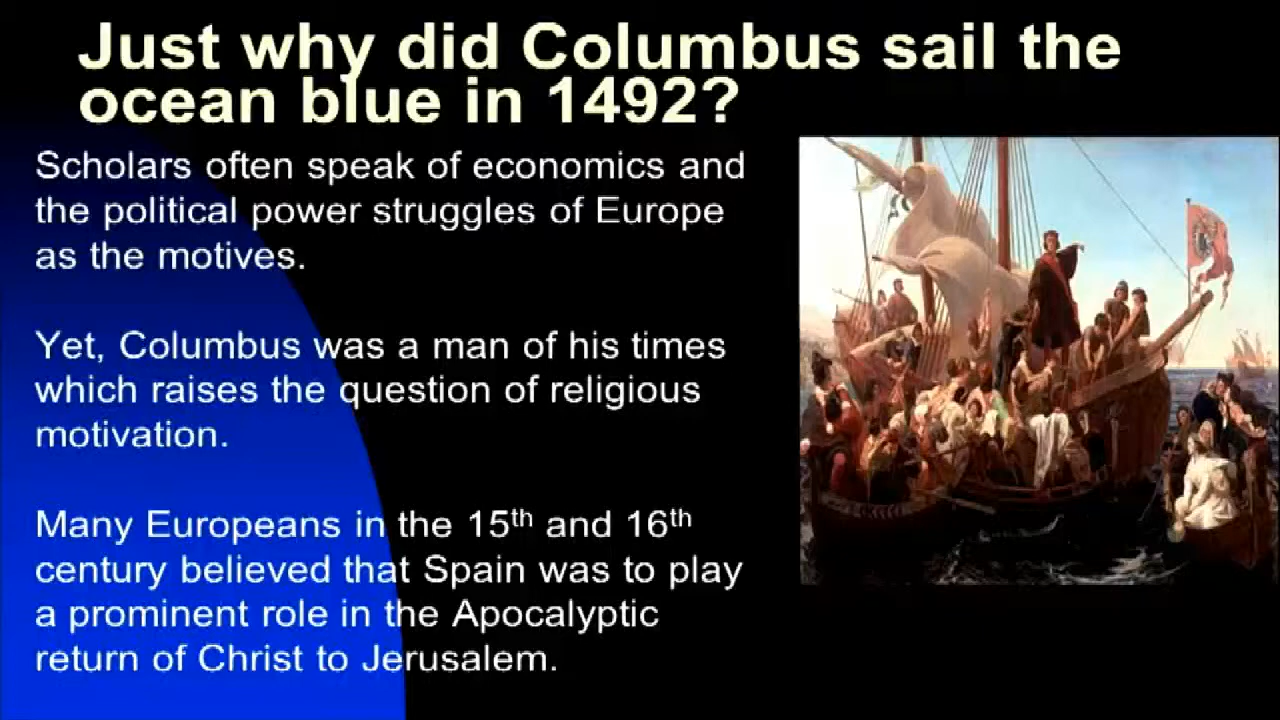 Just why did Columbus sail the
ocean blue in 1492?
Scholars often speak of economics and
the political power struggles of Europe
as the motives.
Yet, Columbus was a man of his times
which raises the question of religious
motivation.
Many Europeans in the 15th and 16th
century believed that Spain was to play
a prominent role in the Apocalyptic
return of Christ to Jerusalem.